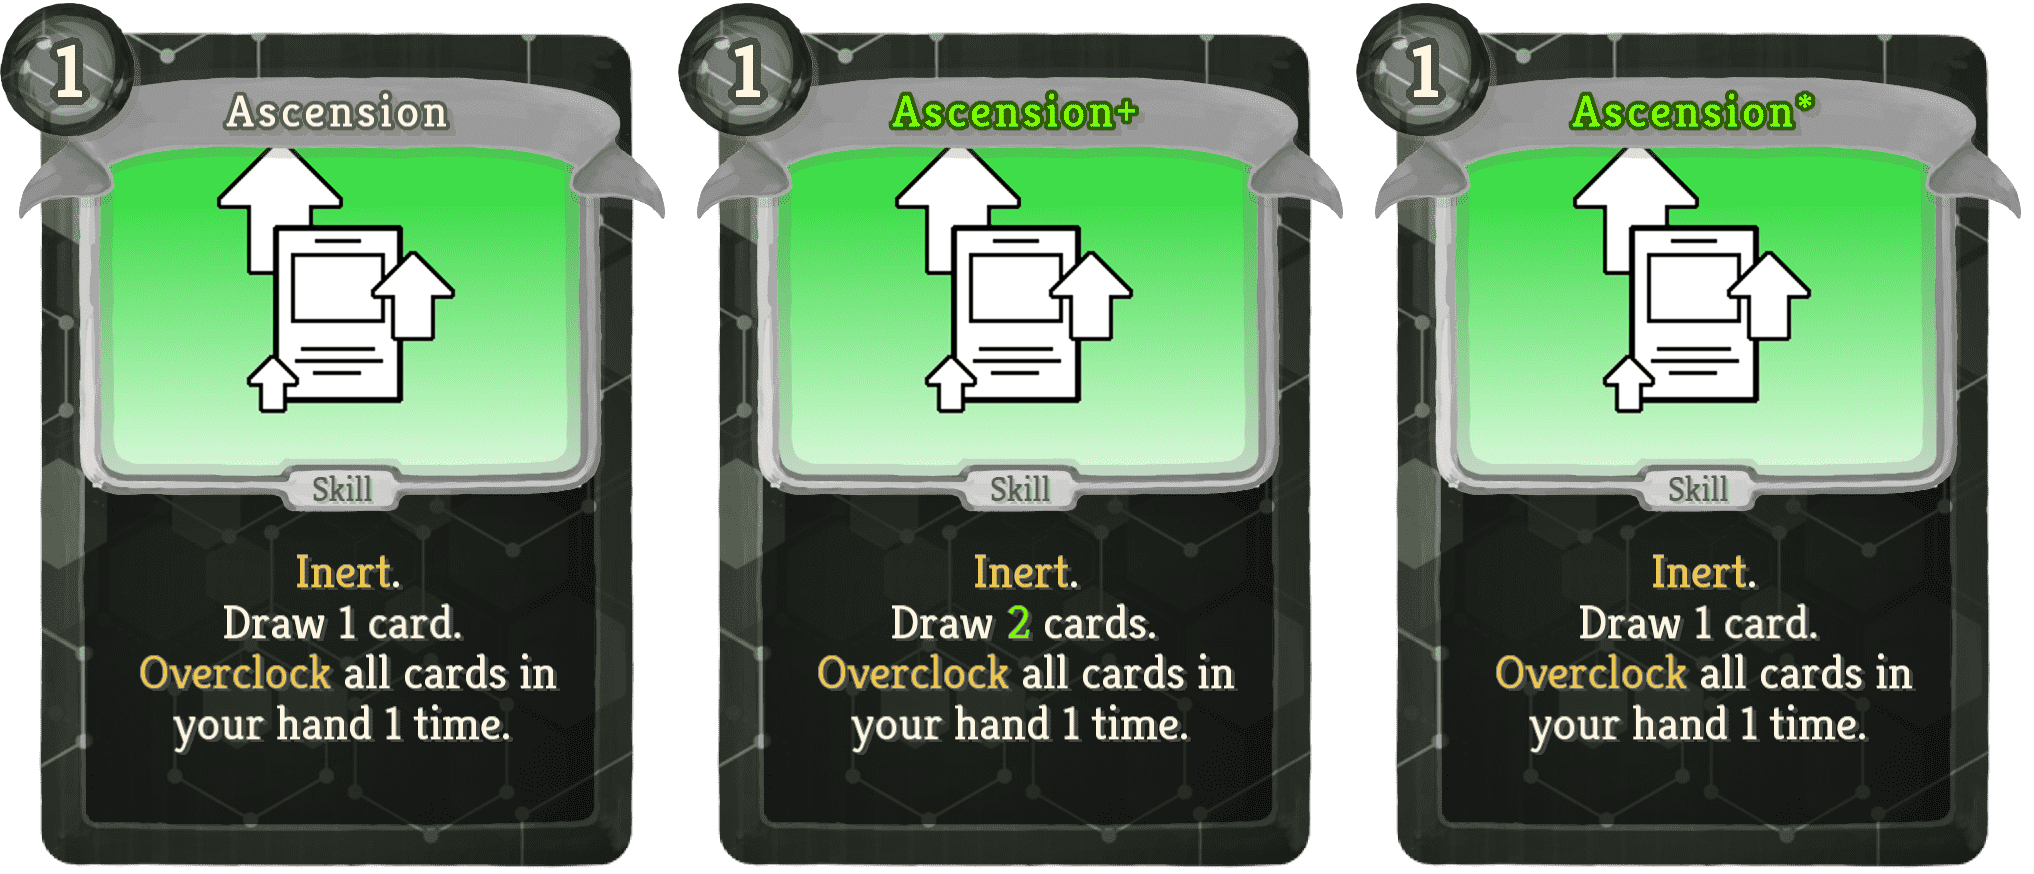 1
Ascension
Skill
Inert.
Draw 1 card.
Overclock all cards in
your hand 1 time.
1
Ascension+
Skill
Inert.
Draw 2 cards.
Overclock all cards in
your hand 1 time.
1
Ascension*
Skill
Inert.
Draw 1 card.
Overclock all cards in
your hand 1 time.